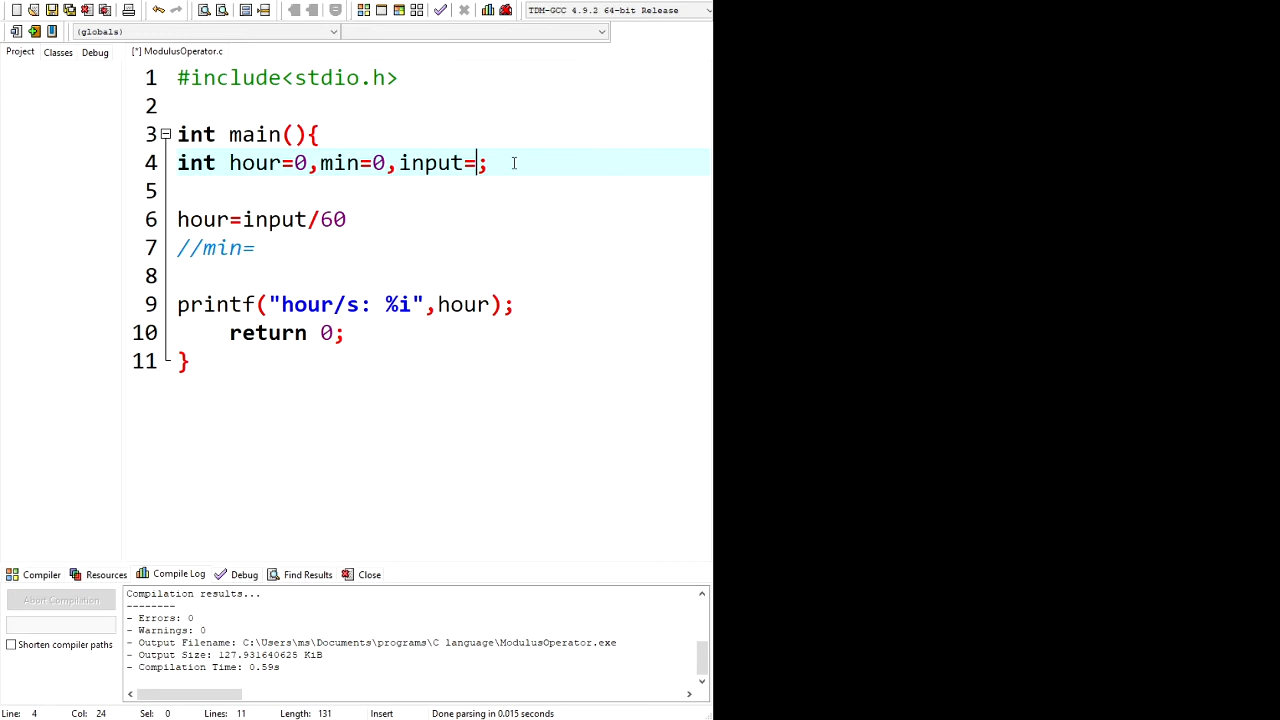 TDM-GCC 4.9.2 64-bit Release
(globals)
Project Classes Debug [*] ModulusOperator.c
1 #include<stdio.h>
2
3 int main(){
4 int hour=0,min=0,input=;
5
6 hour=input/60
7 //min=
8
9 printf("hour/s: %i",hour);
10 return 0;
11 }
Compiler Resources Compile Log Debug Find Results Close
Abort Compilation
Shorten compiler paths
Compilation results...
--------
- Errors: 0
- Warnings: 0
- Output Filename: C:\Users\ms\Documents\programs\C language\ModulusOperator.exe
- Output Size: 127.931640625 KiB
- Compilation Time: 0.59s
Line: 4 Col: 24 Sel: 0 Lines: 11 Length: 131 Insert Done parsing in 0.015 seconds